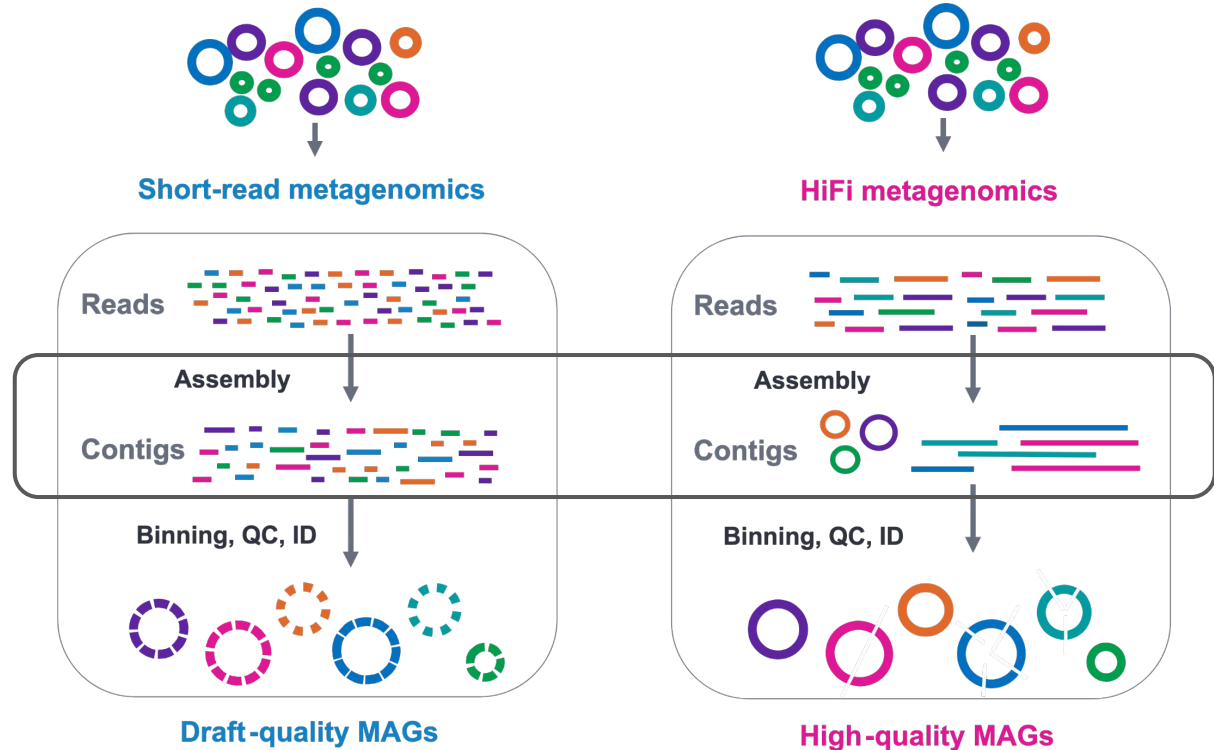 Short-read metagenomics
HiFi metagenomics
Reads
Reads
Assembly
Assembly
Contigs
Contigs
Binning, QC, ID
Binning, QC, ID
Draft-quality MAGs
High-quality MAGs